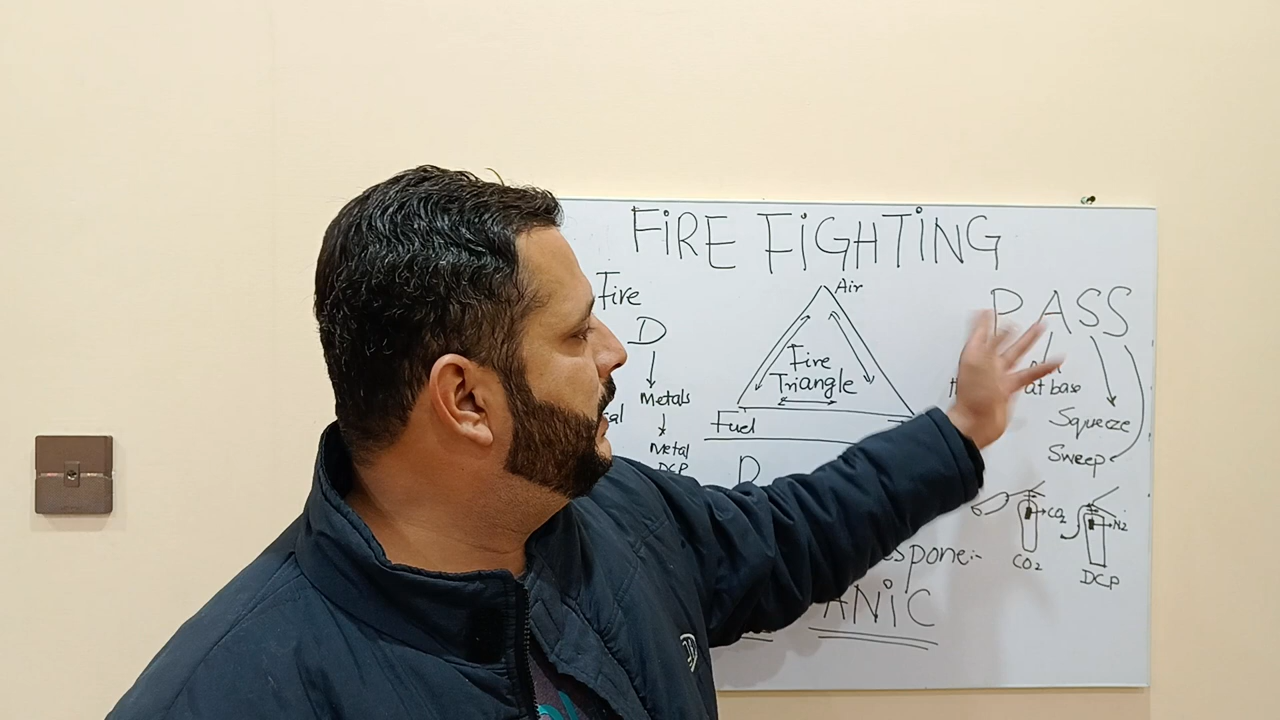 FiRE FiGHTiNG
Fire
D
Metals
Metal
DCP
Air
Fire
Triangle
Fuel
PASS
at base
Squeeze
Sweep
CO2
N2
CO2
DCP
espone:-
ANiC